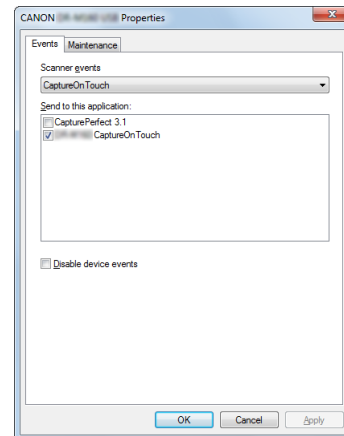 CANON Properties
Events Maintenance
Scanner events
CaptureOnTouch
Send to this application:
CapturePerfect 3.1
CaptureOnTouch
Disable device events
OK Cancel Apply